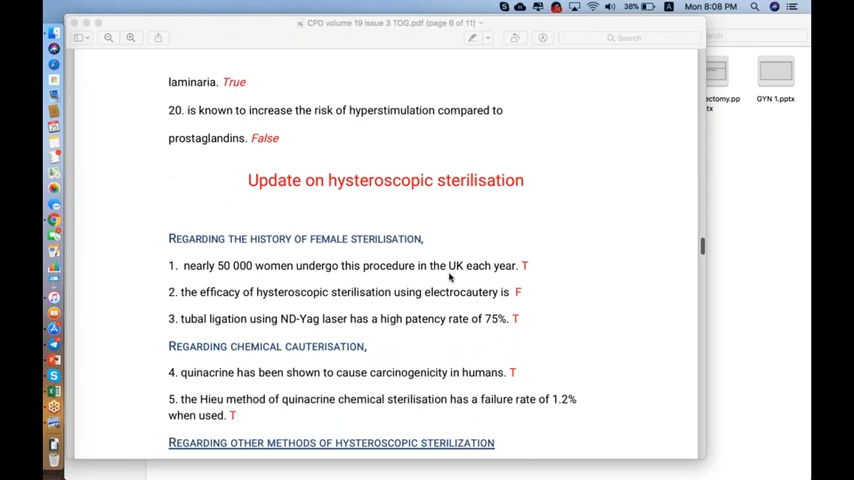 38%
Mon 8:08 PM
CPD volume 19 issue 3 TOG.pdf (page 6 of 11)
Search
laminaria. True
20. is known to increase the risk of hyperstimulation compared to
prostaglandins. False
Update on hysteroscopic sterilisation
REGARDING THE HISTORY OF FEMALE STERILISATION,
1. nearly 50 000 women undergo this procedure in the UK each year. T
2. the efficacy of hysteroscopic sterilisation using electrocautery is F
3. tubal ligation using ND-Yag laser has a high patency rate of 75%. T
REGARDING CHEMICAL CAUTERISATION,
4. quinacrine has been shown to cause carcinogenicity in humans. T
5. the Hieu method of quinacrine chemical sterilisation has a failure rate of 1.2%
when used. T
REGARDING OTHER METHODS OF HYSTEROSCOPIC STERILIZATION
ectomy.pp
tx
GYN 1.pptx